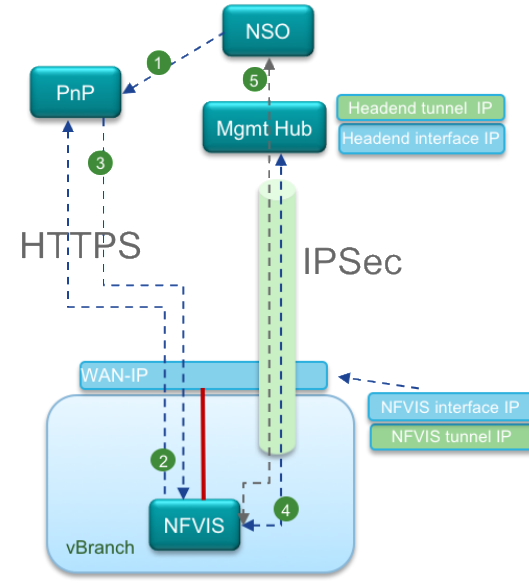 NSO
1
5
PnP
Headend tunnel IP
Mgmt Hub
Headend interface IP
3
HTTPS
IPSec
WAN-IP
NFVIS interface IP
NFVIS tunnel IP
2
4
NFVIS
vBranch